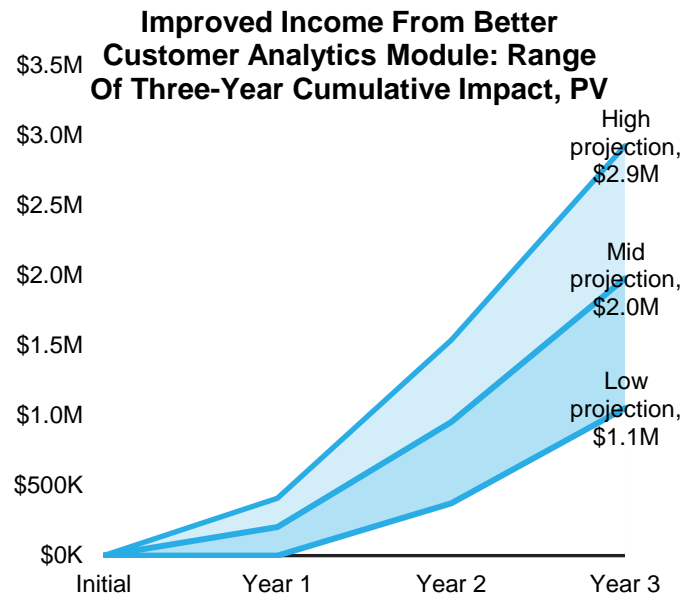 Improved Income From Better
Customer Analytics Module: Range
Of Three-Year Cumulative Impact, PV
$3.5M
$3.0M
$2.5M
$2.0M
$1.5M
$1.0M
$500K
$0K
High
projection,
$2.9M
Mid
projection,
$2.0M
Low
projection,
$1.1M
Initial
Year 1
Year 2
Year 3